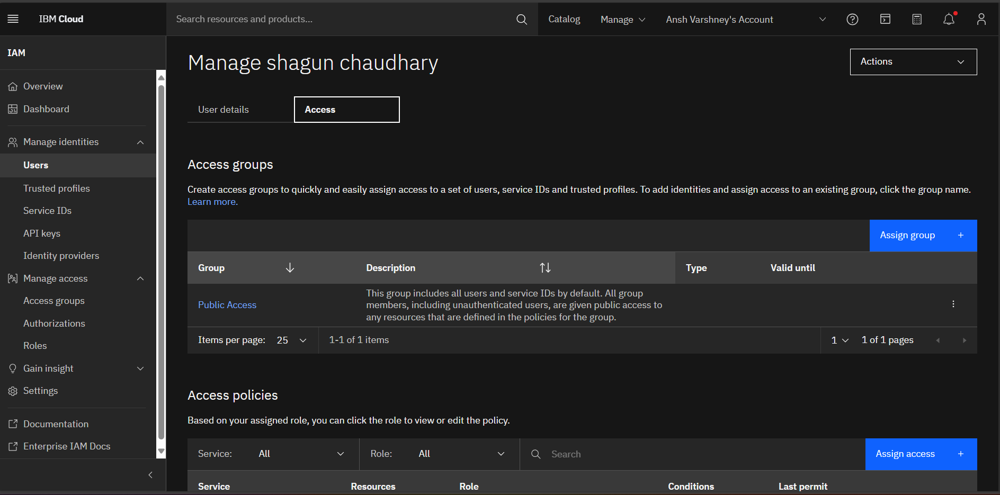 IBM Cloud
Search resources and products...
Catalog
Manage
Ansh Varshney's Account
IAM
Overview
Dashboard
Manage identities
Users
Trusted profiles
Service IDs
API keys
Identity providers
Manage access
Access groups
Authorizations
Roles
Gain insight
Settings
Documentation
Enterprise IAM Docs
Manage shagun chaudhary
Actions
User details
Access
Access groups
Create access groups to quickly and easily assign access to a set of users, service IDs and trusted profiles. To add identities and assign access to an existing group, click the group name.
Learn more.
Assign group +
Group
Description
Type
Valid until
Public Access
This group includes all users and service IDs by default. All group
members, including unauthenticated users, are given public access to
any resources that are defined in the policies for the group.
Items per page: 25
1-1 of 1 items
1
1 of 1 pages
Access policies
Based on your assigned role, you can click the role to view or edit the policy.
Service: All
Role: All
Search
Assign access +
Service
Resources
Role
Conditions
Last permit